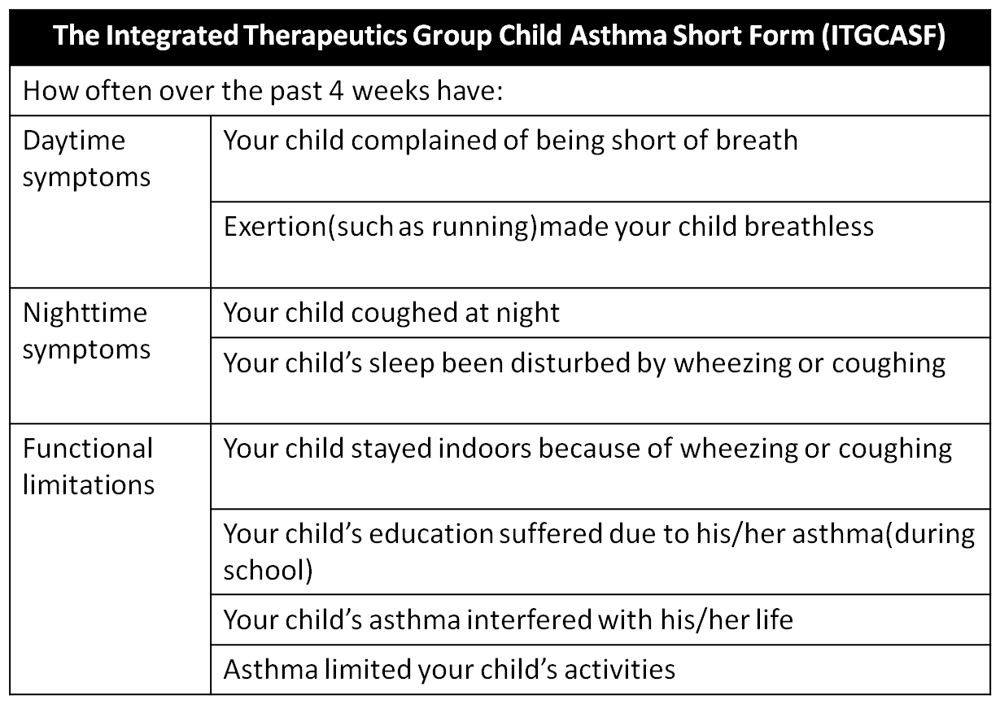 The Integrated Therapeutics Group Child Asthma Short Form (ITGCASF)
How often over the past 4 weeks have:
Daytime
symptoms
Your child complained of being short of breath
Exertion(such as running)made your child breathless
Nighttime
symptoms
Your child coughed at night
Your child’s sleep been disturbed by wheezing or coughing
Functional
limitations
Your child stayed indoors because of wheezing or coughing
Your child’s education suffered due to his/her asthma(during
school)
Your child’s asthma interfered with his/her life
Asthma limited your child’s activities